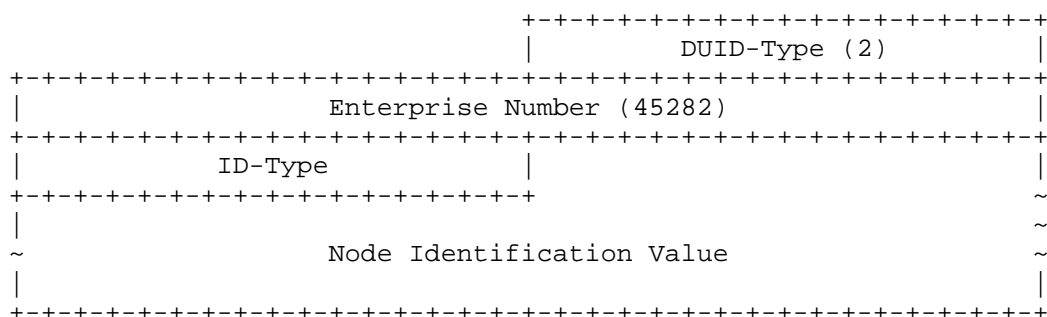 +-+-+-+-+-+-+-+-+-+-+-+-+-+-+-+-+
                                |         DUID-Type (2)         |
+-+-+-+-+-+-+-+-+-+-+-+-+-+-+-+-+-+-+-+-+-+-+-+-+-+-+-+-+-+-+-+-+
|                   Enterprise Number (45282)                   |
+-+-+-+-+-+-+-+-+-+-+-+-+-+-+-+-+-+-+-+-+-+-+-+-+-+-+-+-+-+-+-+-+
|            ID-Type            |                               |
+-+-+-+-+-+-+-+-+-+-+-+-+-+-+-+-+                               ~
|                                                               ~
~                   Node Identification Value                   ~
|                                                               |
+-+-+-+-+-+-+-+-+-+-+-+-+-+-+-+-+-+-+-+-+-+-+-+-+-+-+-+-+-+-+-+-+